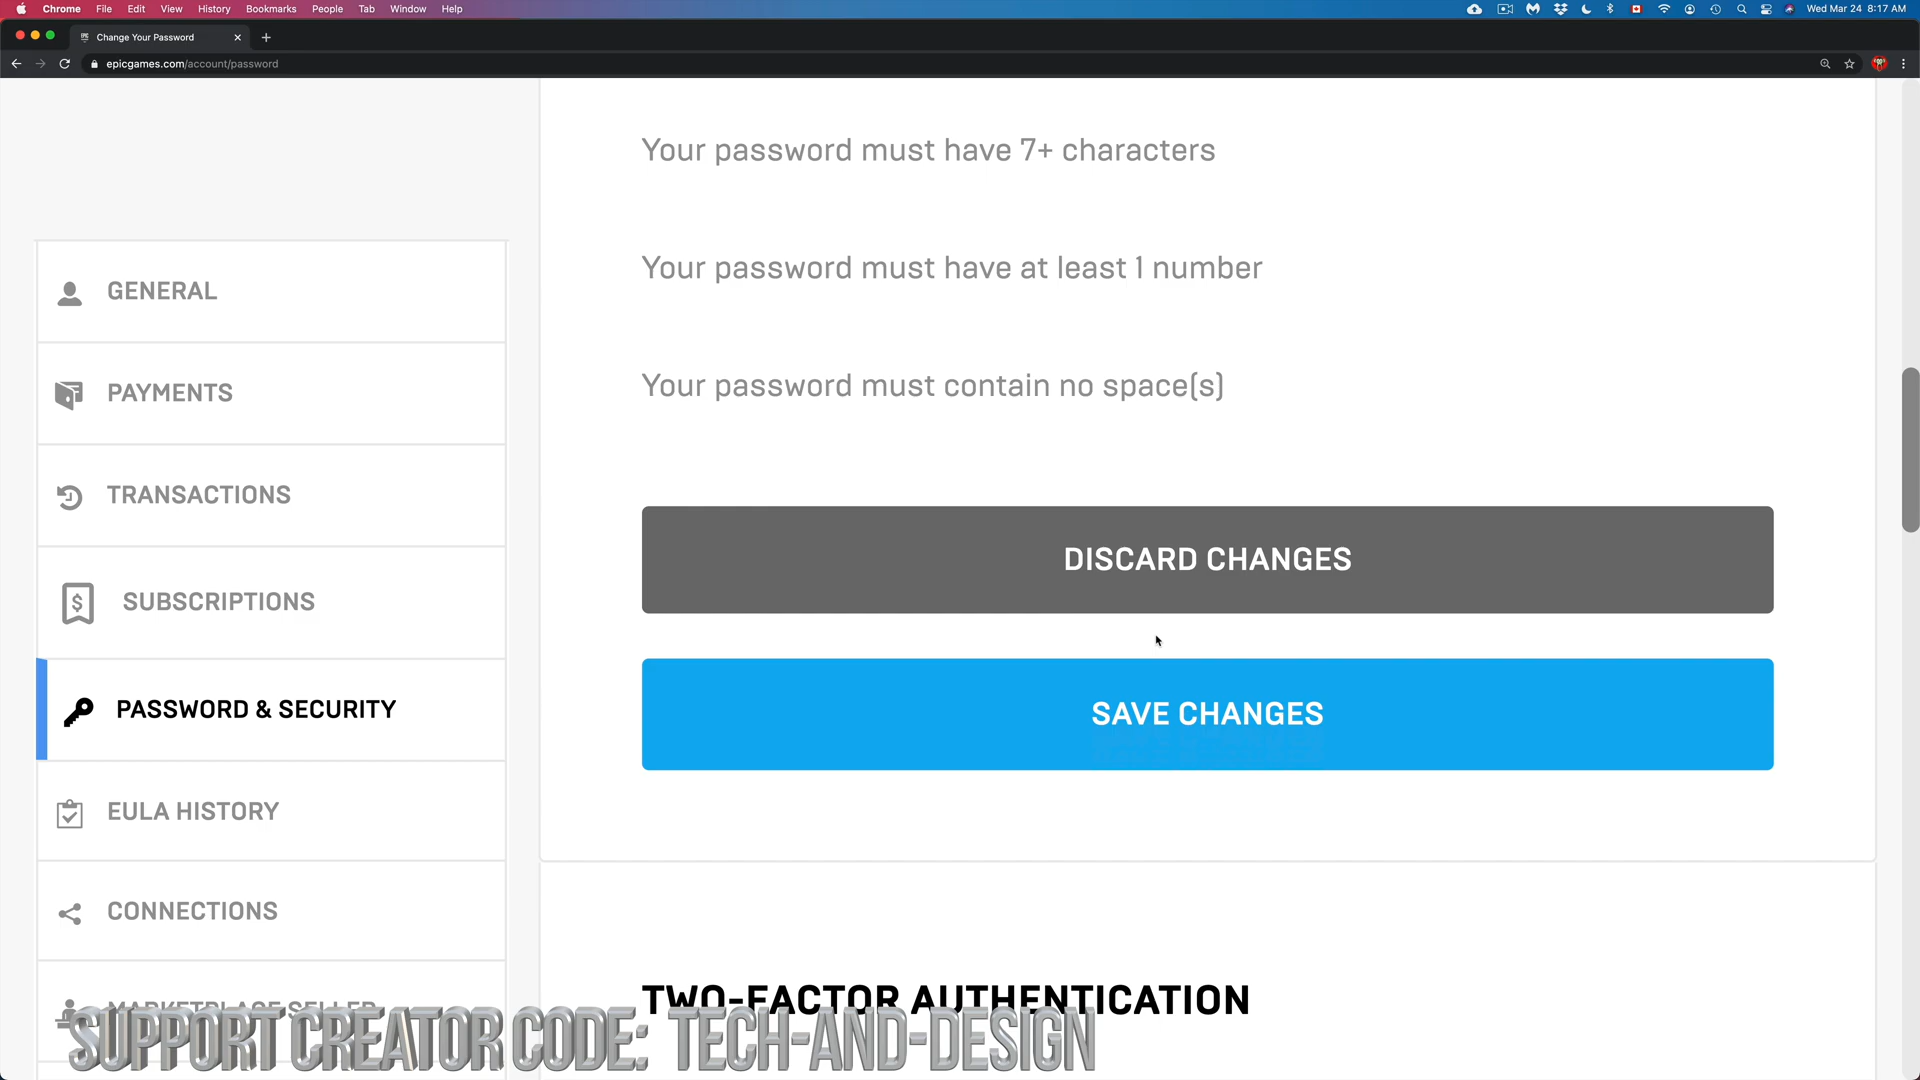 Chrome File Edit View History Bookmarks People Tab Window Help Wed Mar 24 8:17 AM
Change Your Password
epicgames.com/account/password
Your password must have 7+ characters
Your password must have at least 1 number
Your password must contain no space(s)
DISCARD CHANGES
SAVE CHANGES
GENERAL
PAYMENTS
TRANSACTIONS
SUBSCRIPTIONS
PASSWORD & SECURITY
EULA HISTORY
CONNECTIONS
MARKETPLACE SELLER
TWO-FACTOR AUTHENTICATION
SUPPORT CREATOR CODE: TECH-AND-DESIGN